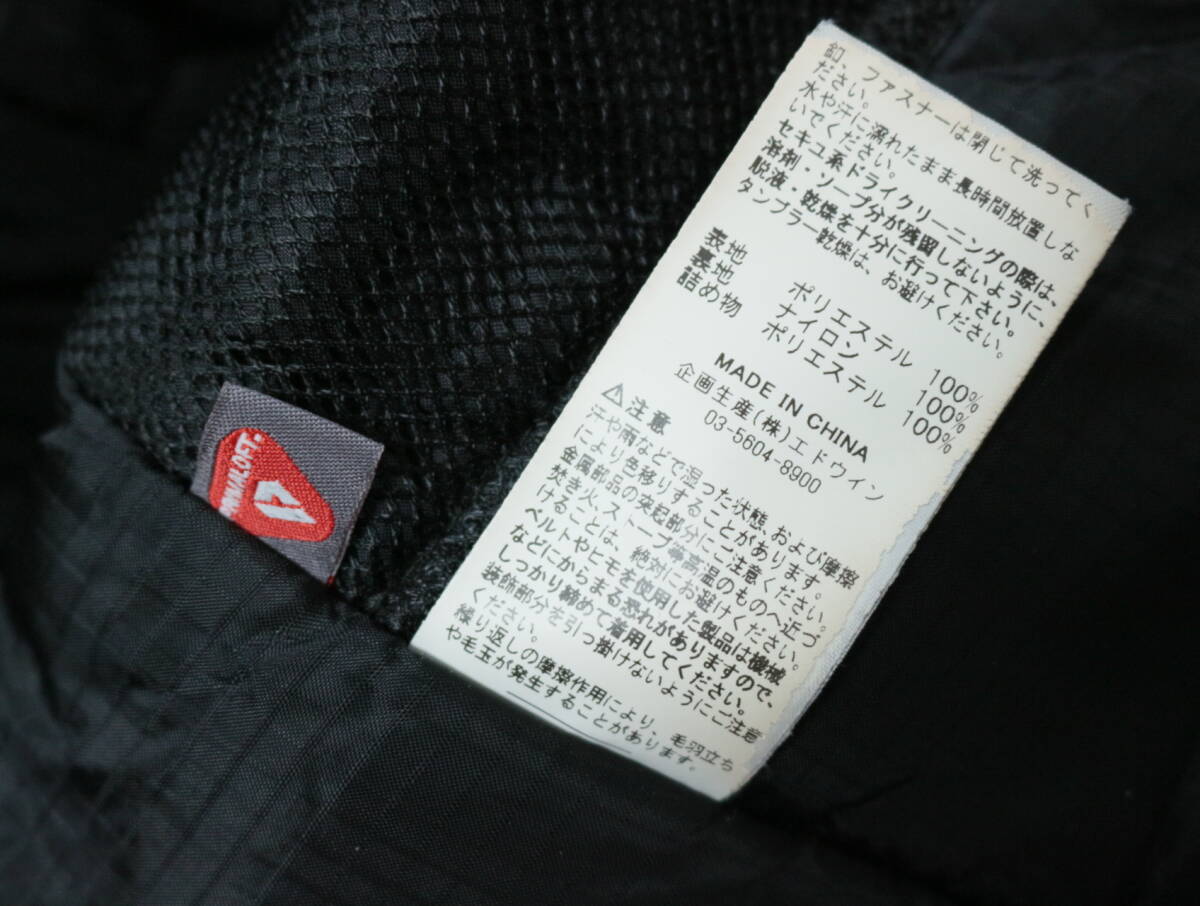 釦、ファスナーは閉じて洗ってく
ださい。
水や汗に濡れたまま長時間放置しな
いでください。
セキユ系ドライクリーニングの際は、
溶剤・ソープ分が残留しないように、
脱液・乾燥を十分に行って下さい。
タンブラー乾燥は、お避けください。
表地 ポリエステル 100%
裏地 ナイロン 100%
詰め物 ポリエステル 100%
MADE IN CHINA
企画生産(株)エドウィン
03-5604-8900
⚠注意
汗や雨などで湿った状態、および摩擦
により色移りすることがあります。
金属部品の突起部分にご注意ください。
焚き火、ストーブ等高温のものへ近づ
けることは、絶対にお避けください。
ベルトやヒモを使用した製品は機械
などにからまる恐れがありますので、
しっかり納めて着用してください。
装飾部分を引っ掛けないようにご注意
ください。
繰り返しの摩擦作用により、毛羽立ち
や毛玉が発生することがあります。
PRIMALOFT